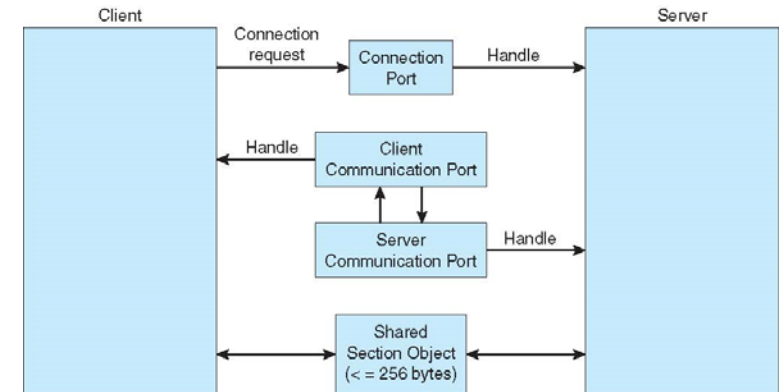 Client
Server
Connection
request
Connection
Port
Handle
Handle
Client
Communication Port
Server
Communication Port
Handle
Shared
Section Object
(< = 256 bytes)